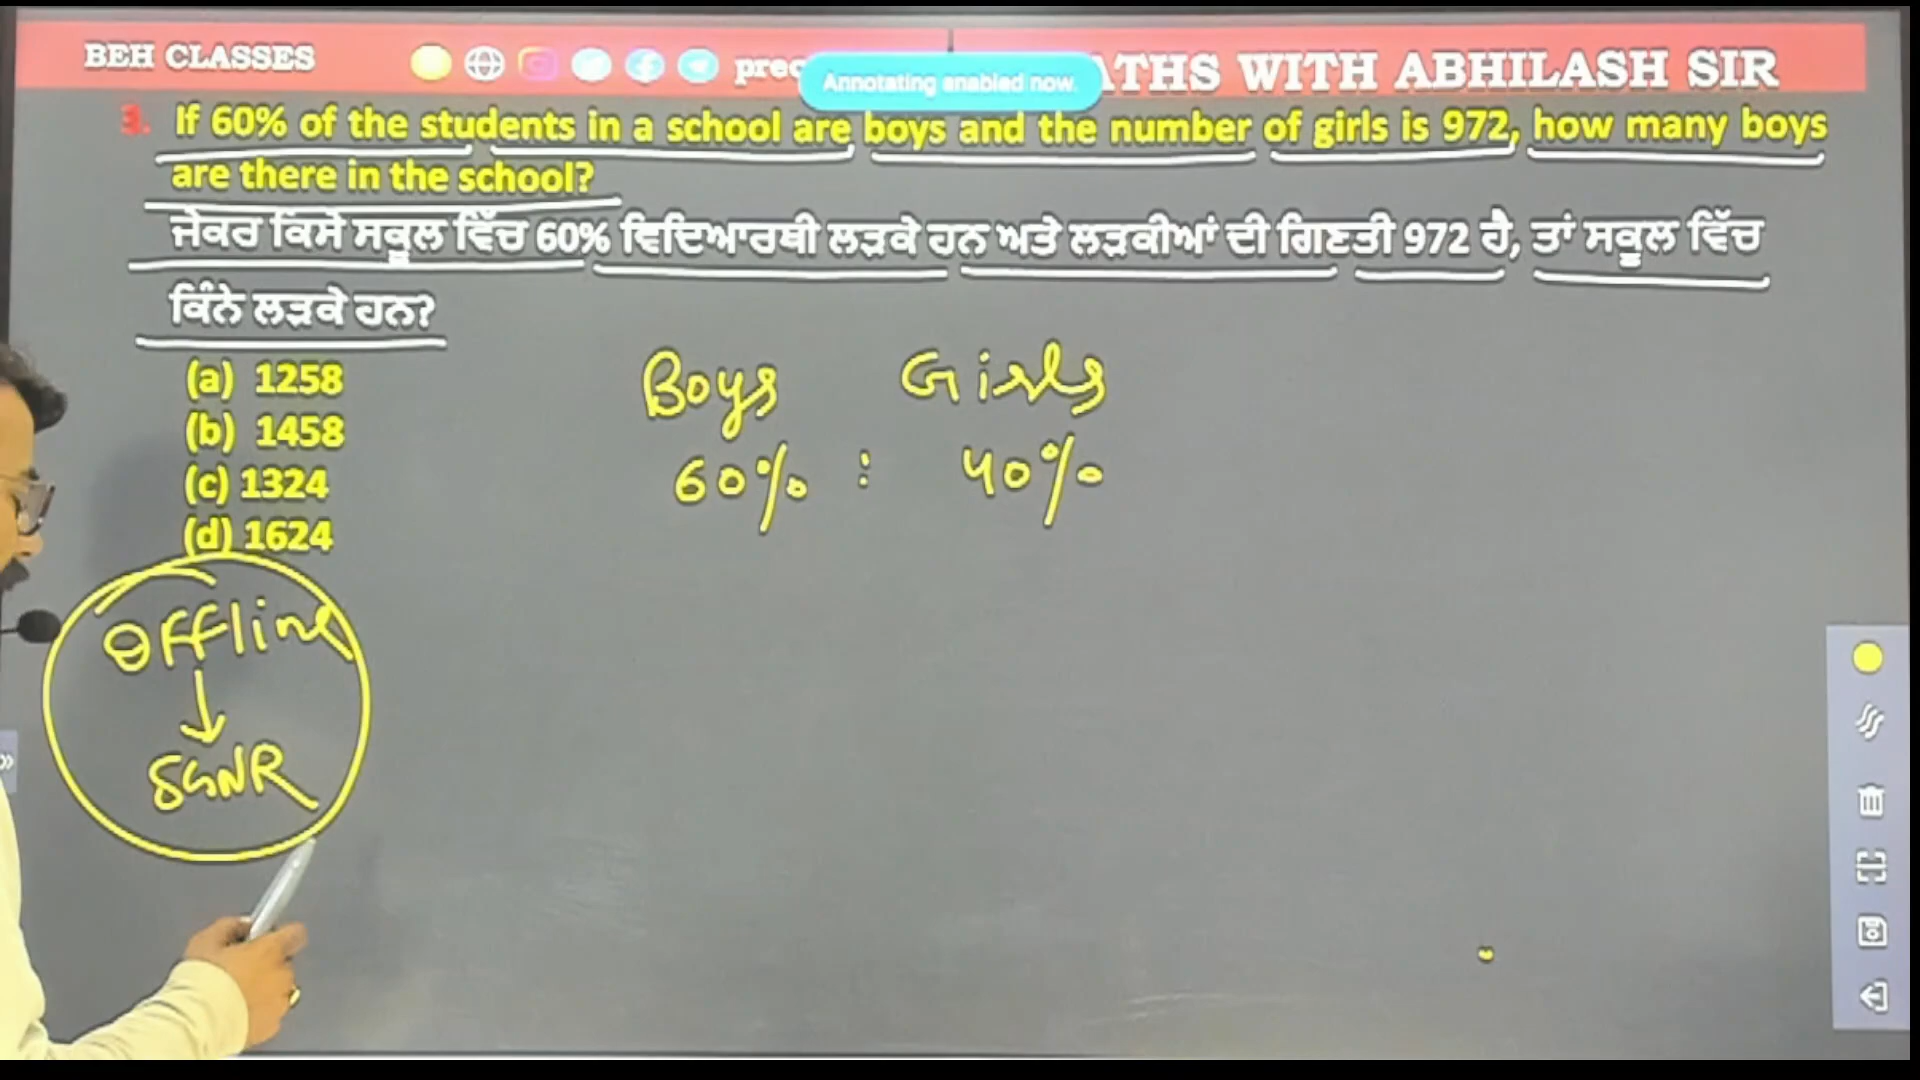 BEH CLASSES
Annotating enabled now.
ATHS WITH ABHILASH SIR
3. If 60% of the students in a school are boys and the number of girls is 972, how many boys
are there in the school?
ਜੇਕਰ ਕਿਸੇ ਸਕੂਲ ਵਿੱਚ 60% ਵਿਦਿਆਰਥੀ ਲੜਕੇ ਹਨ ਅਤੇ ਲੜਕੀਆਂ ਦੀ ਗਿਣਤੀ 972 ਹੈ, ਤਾਂ ਸਕੂਲ ਵਿੱਚ
ਕਿੰਨੇ ਲੜਕੇ ਹਨ?
(a) 1258
(b) 1458
(c) 1324
(d) 1624
Boys Girls
60% : 40%
Offline
SGNR